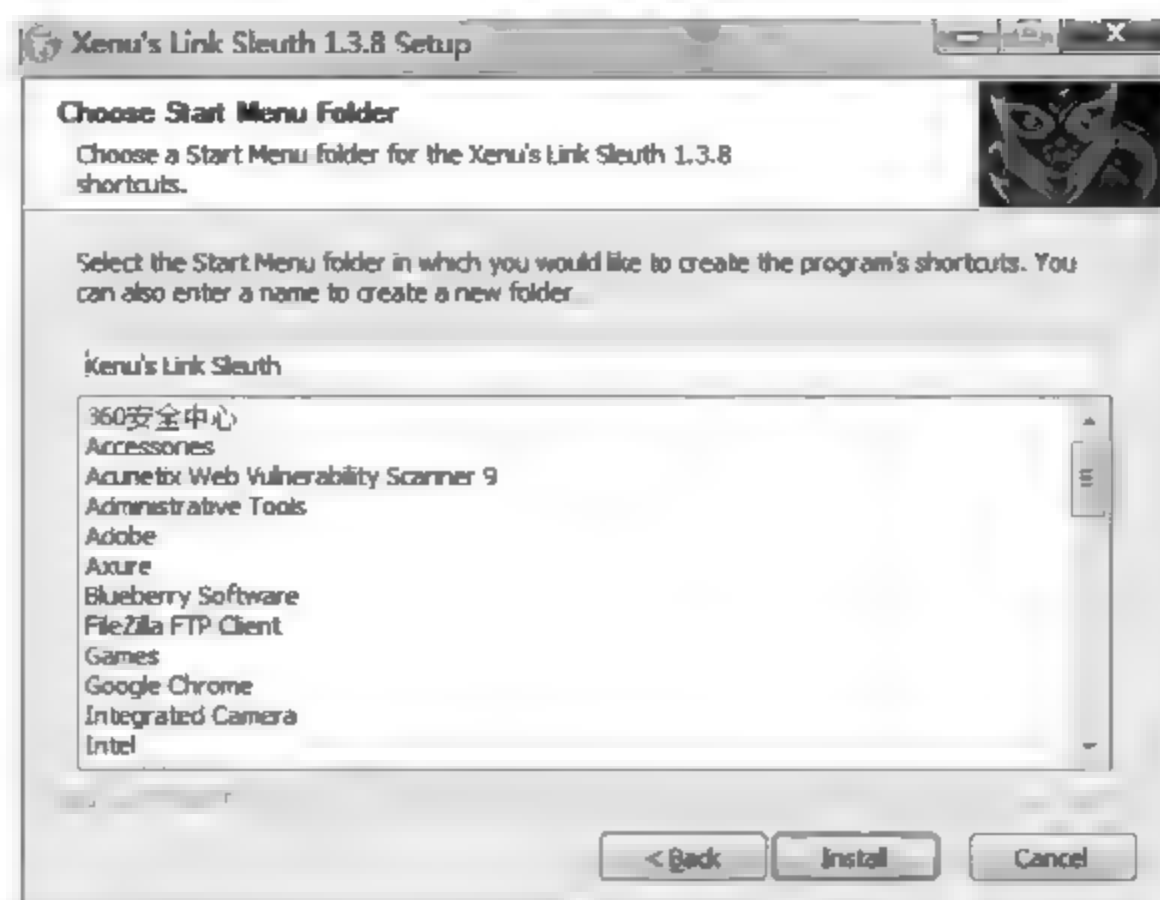 Xenu's Link Sleuth 1.3.8 Setup
Choose Start Menu Folder
Choose a Start Menu folder for the Xenu's Link Sleuth 1.3.8
shortcuts.
Select the Start Menu folder in which you would like to create the program's shortcuts. You
can also enter a name to create a new folder.
Xenu's Link Sleuth
360安全中心
Accessories
Acunetix Web Vulnerability Scanner 9
Administrative Tools
Adobe
Axure
Blueberry Software
FileZilla FTP Client
Games
Google Chrome
Integrated Camera
Intel
< Back
Install
Cancel